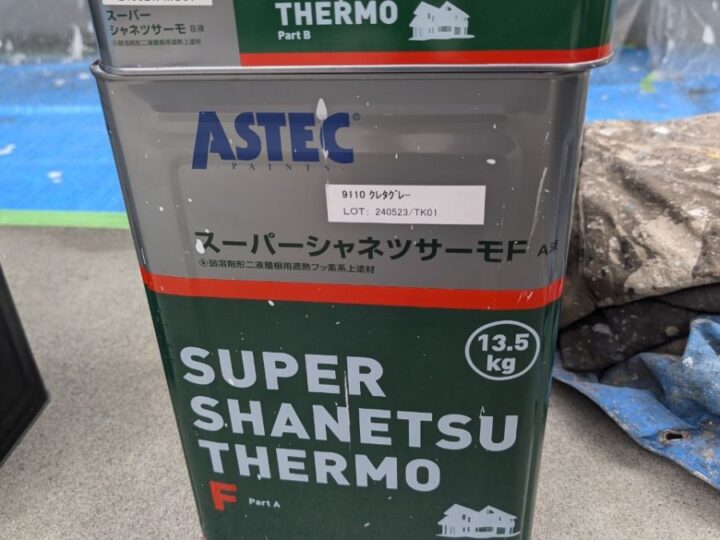 スーパー
シャネツサーモ B液
THERMO
Part B
ASTEC®
PAINTS
9110 クレタグレー
LOT: 240523/TK01
スーパーシャネツサーモF A液
弱溶剤形二液屋根用遮熱フッ素系上塗材
13.5
kg
SUPER
SHANETSU
THERMO
F Part A